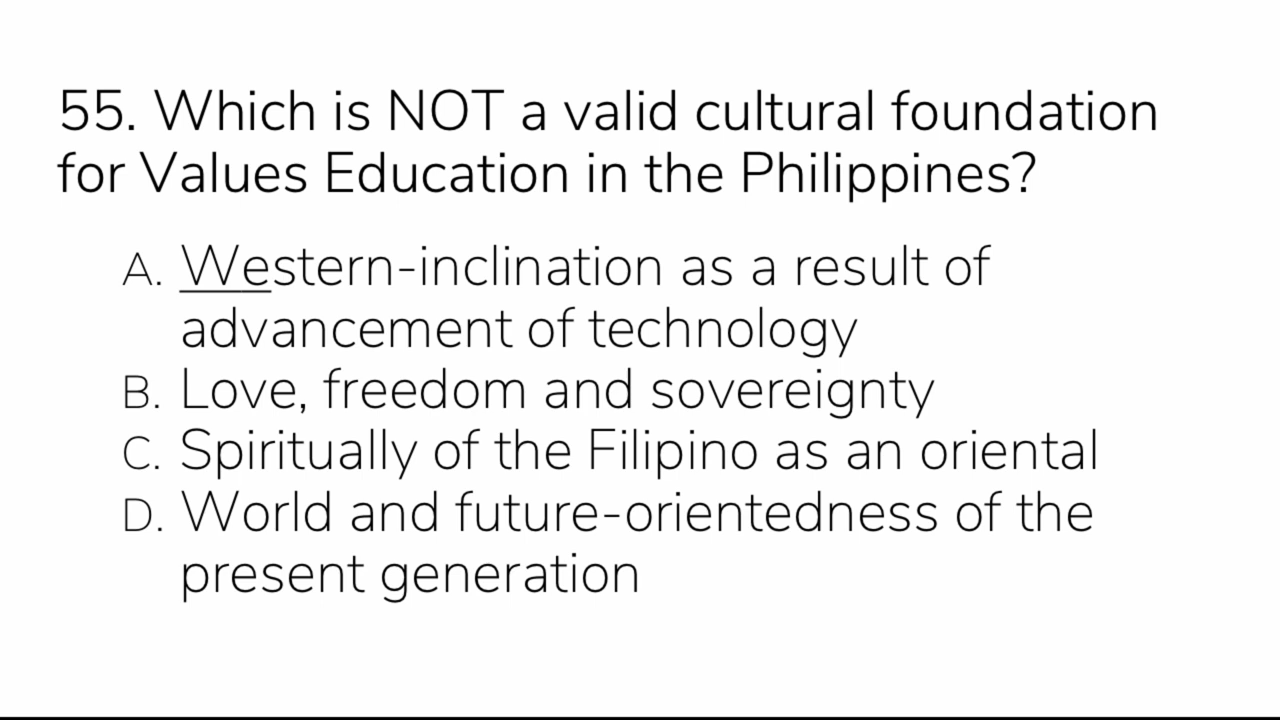 55. Which is NOT a valid cultural foundation
for Values Education in the Philippines?
A. Western-inclination as a result of
advancement of technology
B. Love, freedom and sovereignty
C. Spiritually of the Filipino as an oriental
D. World and future-orientedness of the
present generation